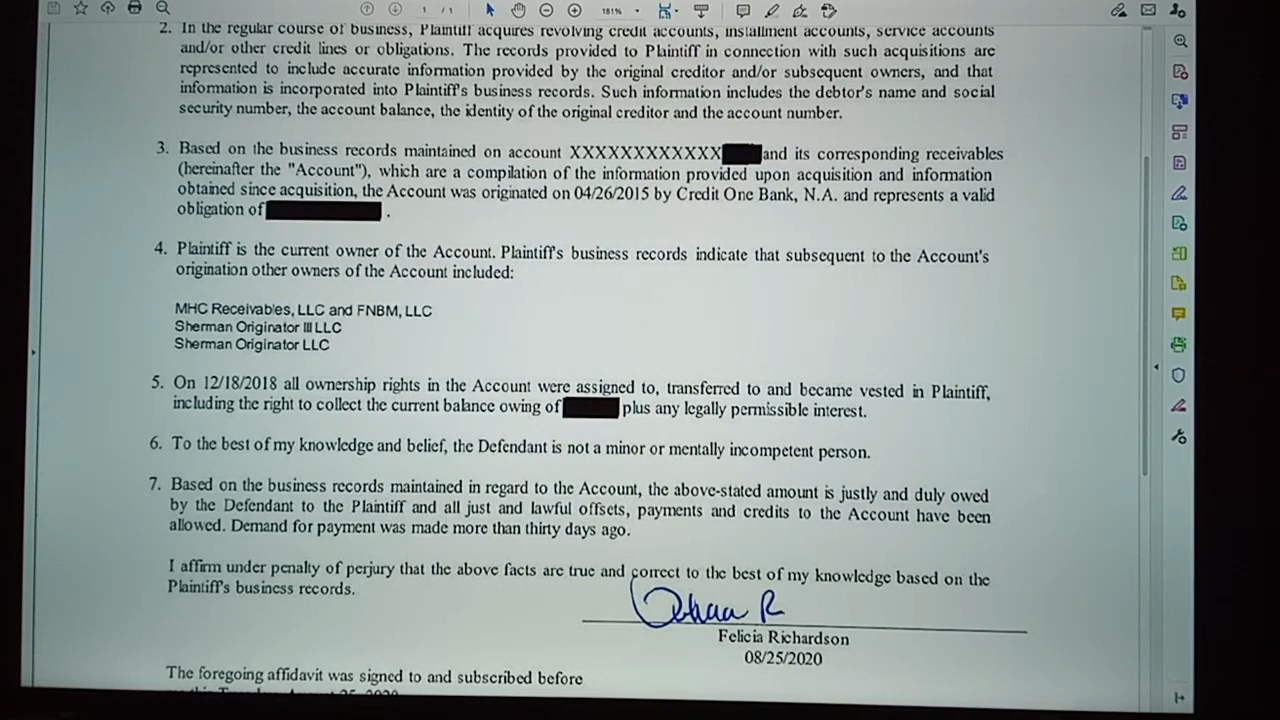 1 / 1
181%
2. In the regular course of business, Plaintiff acquires revolving credit accounts, installment accounts, service accounts
and/or other credit lines or obligations. The records provided to Plaintiff in connection with such acquisitions are
represented to include accurate information provided by the original creditor and/or subsequent owners, and that
information is incorporated into Plaintiff's business records. Such information includes the debtor's name and social
security number, the account balance, the identity of the original creditor and the account number.
3. Based on the business records maintained on account XXXXXXXXXXXX and its corresponding receivables
(hereinafter the "Account"), which are a compilation of the information provided upon acquisition and information
obtained since acquisition, the Account was originated on 04/26/2015 by Credit One Bank, N.A. and represents a valid
obligation of .
4. Plaintiff is the current owner of the Account. Plaintiff's business records indicate that subsequent to the Account's
origination other owners of the Account included:
MHC Receivables, LLC and FNBM, LLC
Sherman Originator III LLC
Sherman Originator LLC
5. On 12/18/2018 all ownership rights in the Account were assigned to, transferred to and became vested in Plaintiff,
including the right to collect the current balance owing of plus any legally permissible interest.
6. To the best of my knowledge and belief, the Defendant is not a minor or mentally incompetent person.
7. Based on the business records maintained in regard to the Account, the above-stated amount is justly and duly owed
by the Defendant to the Plaintiff and all just and lawful offsets, payments and credits to the Account have been
allowed. Demand for payment was made more than thirty days ago.
I affirm under penalty of perjury that the above facts are true and correct to the best of my knowledge based on the
Plaintiff's business records.
Felicia Richardson
08/25/2020
The foregoing affidavit was signed to and subscribed before